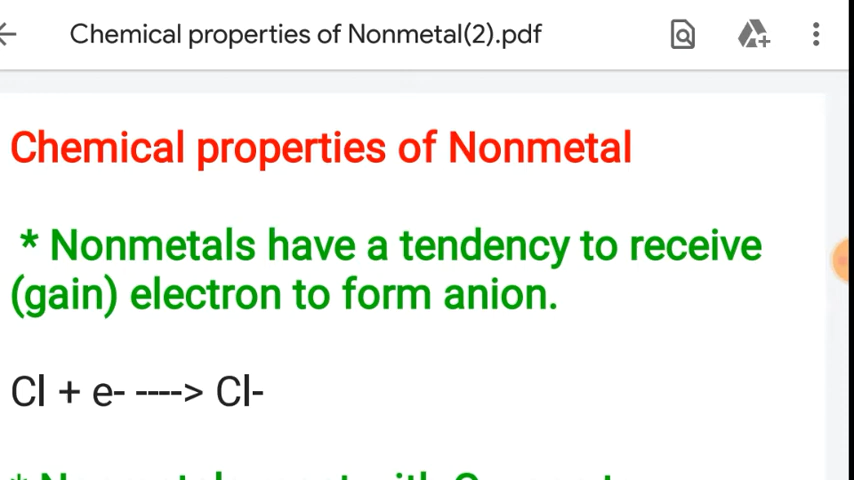 Chemical properties of Nonmetal(2).pdf
Chemical properties of Nonmetal
* Nonmetals have a tendency to receive
(gain) electron to form anion.
Cl + e- ----> Cl-